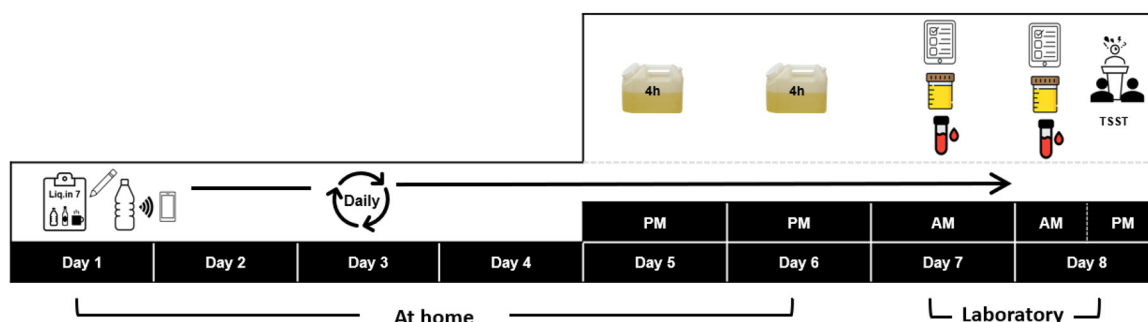 4h
4h
TSST
Liq.in 7
Daily
PM
PM
AM
AM
PM
Day 1
Day 2
Day 3
Day 4
Day 5
Day 6
Day 7
Day 8
At home
Laboratory